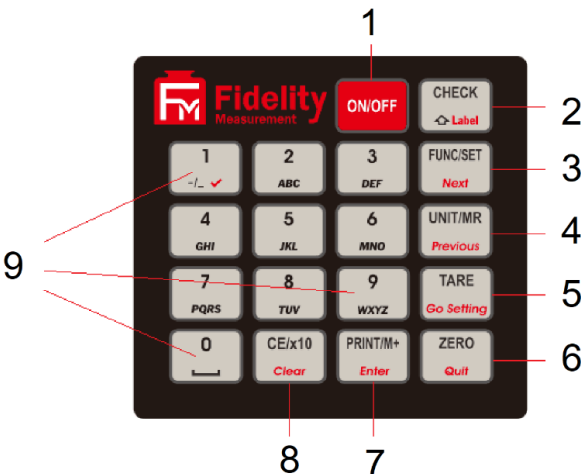 1
FM Fidelity
Measurement
ON/OFF
CHECK
Label
2
1
-/_
2
ABC
3
DEF
FUNC/SET
Next
3
4
GHI
5
JKL
6
MNO
UNIT/MR
Previous
4
9
7
PQRS
8
TUV
9
WXYZ
TARE
Go Setting
5
0
CE/x10
Clear
PRINT/M+
Enter
ZERO
Quit
6
8
7